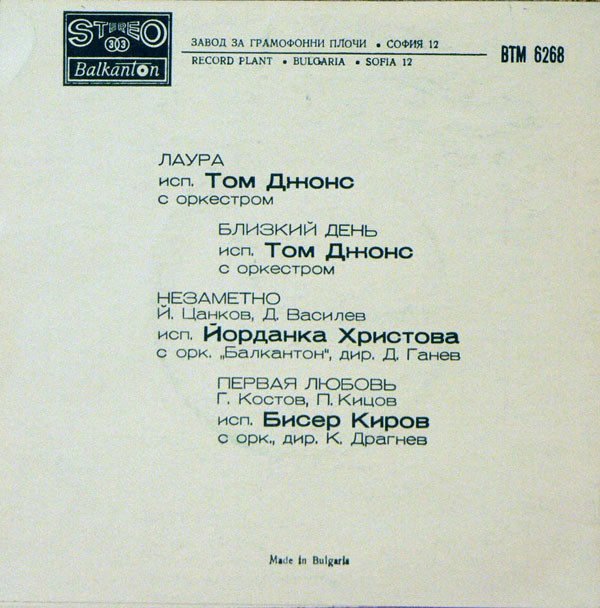 STEREO
303
Balkanton
ЗАВОД ЗА ГРАМОФОННИ ПЛОЧИ • СОФИЯ 12
RECORD PLANT • BULGARIA • SOFIA 12
BTM 6268
ЛАУРА
исп. Том Джонс
с оркестром
БЛИЗКИЙ ДЕНЬ
исп. Том Джонс
с оркестром
НЕЗАМЕТНО
Й. Цанков, Д. Василев
исп. Йорданка Христова
с орк. „Балкантон", дир. Д. Ганев
ПЕРВАЯ ЛЮБОВЬ
Г. Костов, П. Кицов
исп. Бисер Киров
с орк., дир. К. Драгнев
Made in Bulgaria